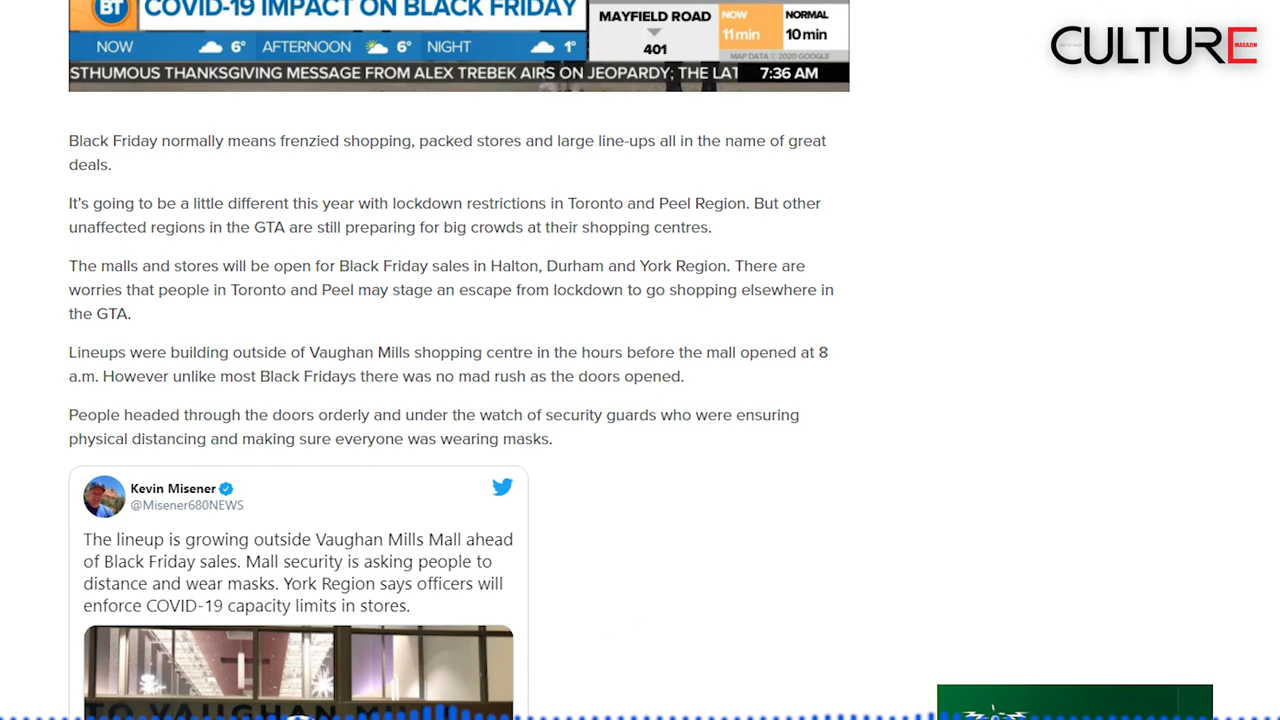 BT
COVID-19 IMPACT ON BLACK FRIDAY
MAYFIELD ROAD
401
NOW
11 min
NORMAL
10 min
MAP DATA © 2020 GOOGLE
NOW 6° AFTERNOON 6° NIGHT 1°
STHUMOUS THANKSGIVING MESSAGE FROM ALEX TREBEK AIRS ON JEOPARDY; THE LAT
7:36 AM
CULTURE
MAGAZIN
Black Friday normally means frenzied shopping, packed stores and large line-ups all in the name of great
deals.
It's going to be a little different this year with lockdown restrictions in Toronto and Peel Region. But other
unaffected regions in the GTA are still preparing for big crowds at their shopping centres.
The malls and stores will be open for Black Friday sales in Halton, Durham and York Region. There are
worries that people in Toronto and Peel may stage an escape from lockdown to go shopping elsewhere in
the GTA.
Lineups were building outside of Vaughan Mills shopping centre in the hours before the mall opened at 8
a.m. However unlike most Black Fridays there was no mad rush as the doors opened.
People headed through the doors orderly and under the watch of security guards who were ensuring
physical distancing and making sure everyone was wearing masks.
Kevin Misener
@Misener680NEWS
The lineup is growing outside Vaughan Mills Mall ahead
of Black Friday sales. Mall security is asking people to
distance and wear masks. York Region says officers will
enforce COVID-19 capacity limits in stores.
TO VAUGHAN